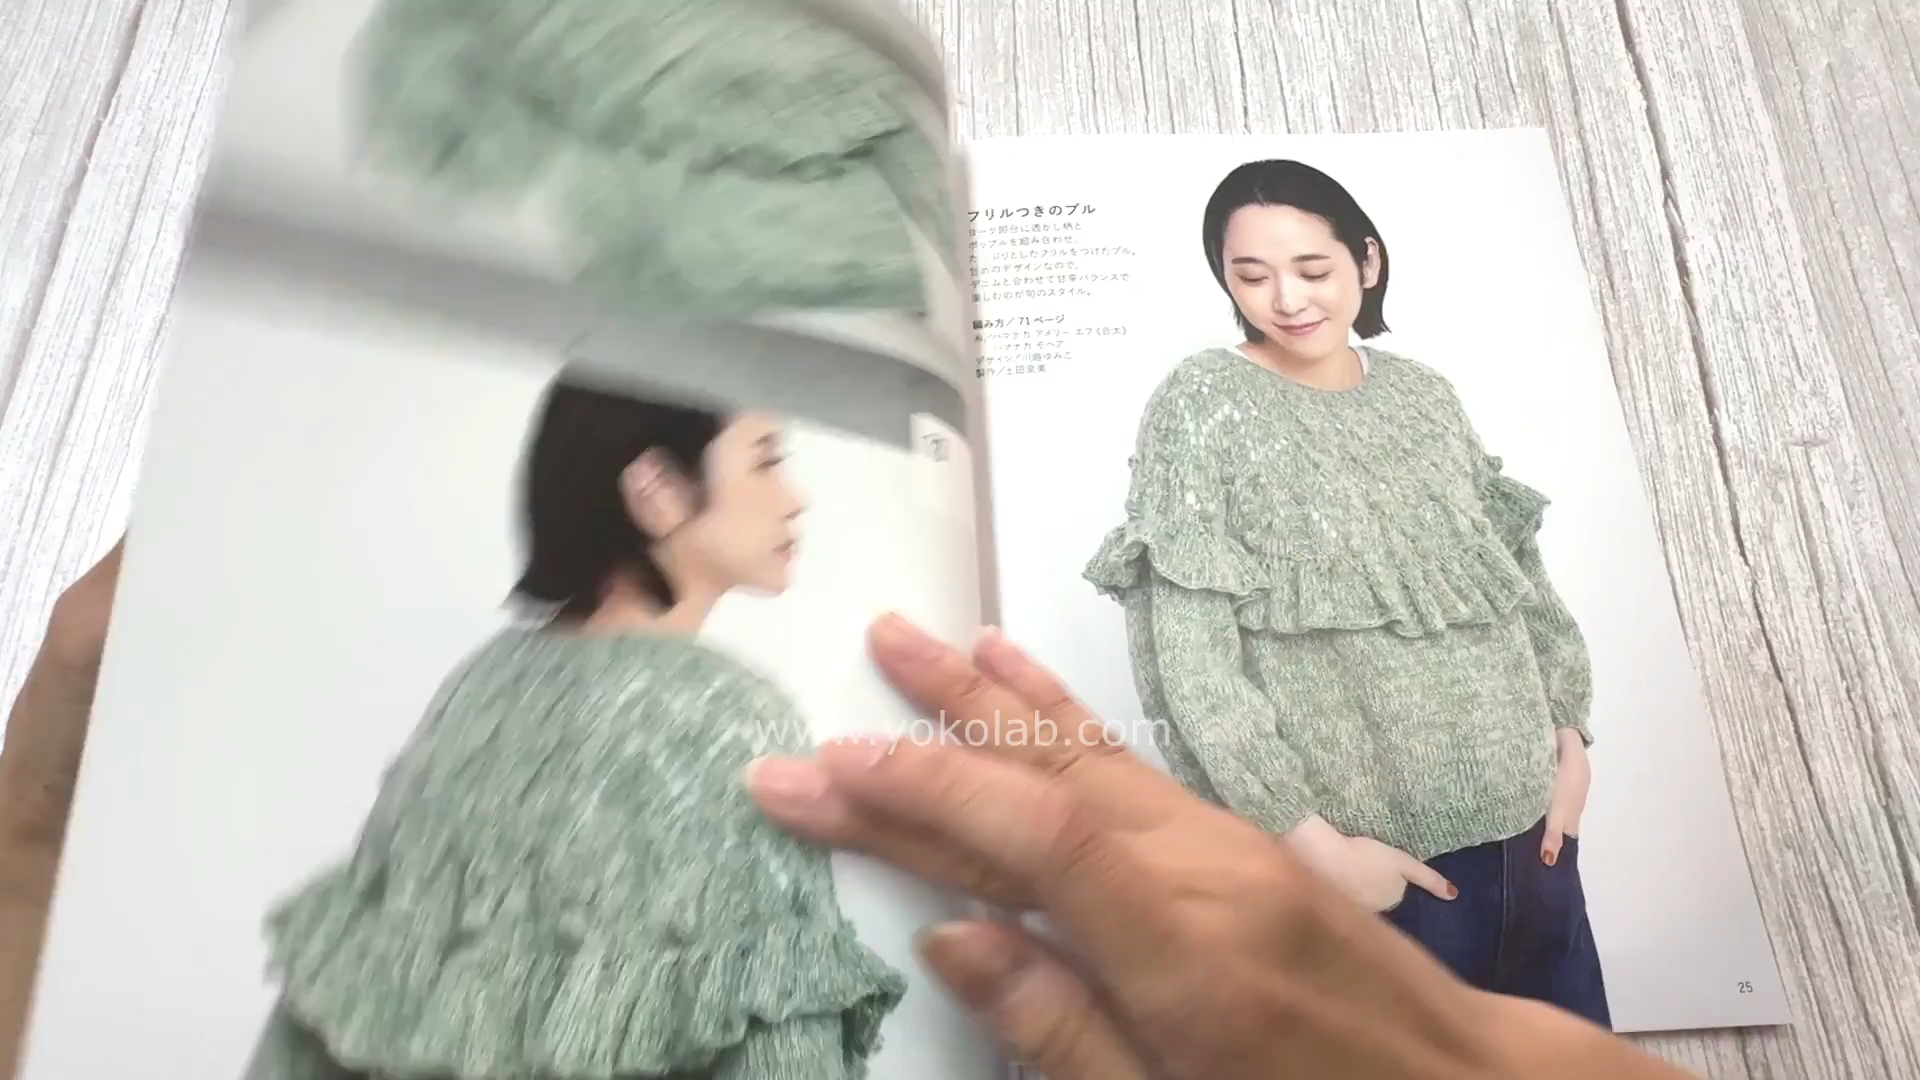 フリルつきのプル
ヨーク部分に透かし柄と
ボッブルを組み合わせ、
たっぷりとしたフリルをつけたプル。
甘めのデザインなので、
デニムと合わせて甘辛バランスで
楽しむのが旬のスタイル。
編み方／71ページ
糸／ハマナカ アメリー エフ《合太》
ハマナカ モヘア
デザイン／川路ゆみこ
製作／土田里美
www.yokolab.com
25